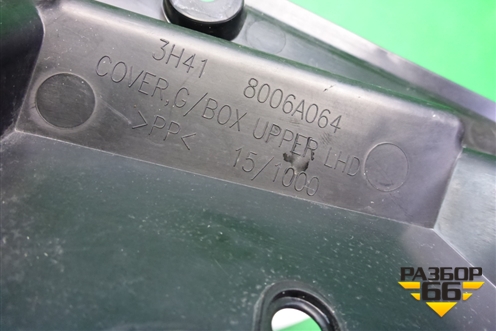 3H41 8006A064
COVER,G/BOX UPPER LHD
>PP< 15/1000
РАЗБОР
66